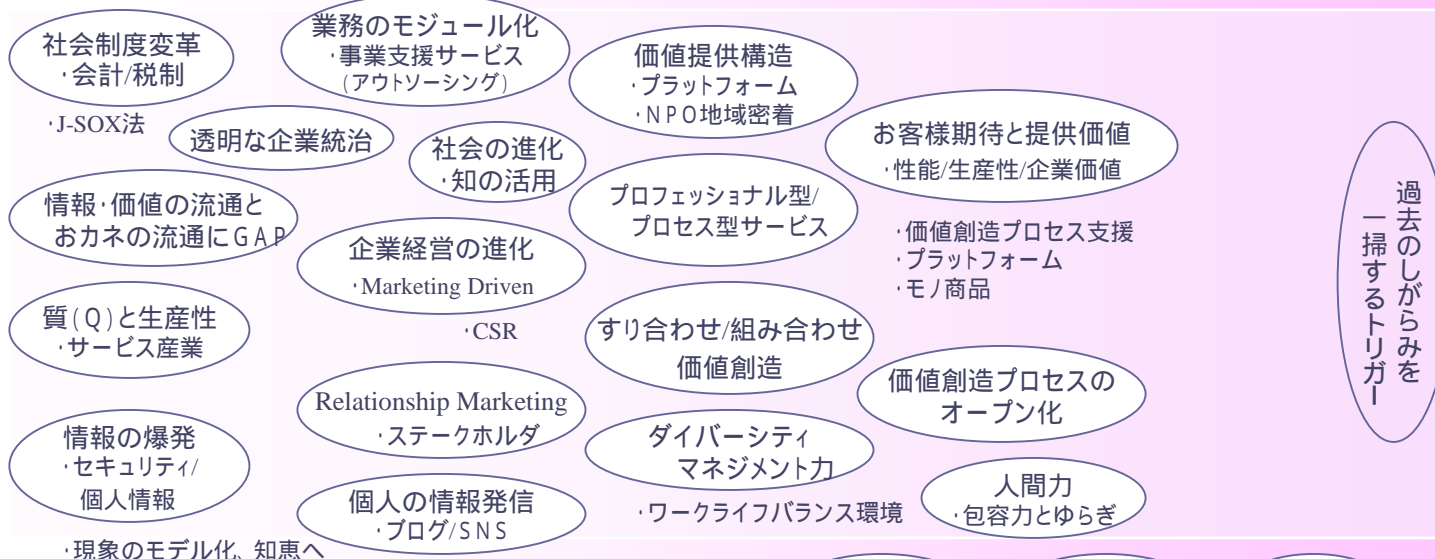 社会制度変革
・会計/税制
・J-SOX法
業務のモジュール化
・事業支援サービス
(アウトソーシング)
価値提供構造
・プラットフォーム
・NPO地域密着
お客様期待と提供価値
・性能/生産性/企業価値
・価値創造プロセス支援
・プラットフォーム
・モノ商品
過去のしがらみを
一掃するトリガー
透明な企業統治
社会の進化
・知の活用
プロフェッショナル型/
プロセス型サービス
情報・価値の流通と
おカネの流通にGAP
企業経営の進化
・Marketing Driven
・CSR
質(Q)と生産性
・サービス産業
すり合わせ/組み合わせ
価値創造
価値創造プロセスの
オープン化
Relationship Marketing
・ステークホルダ
情報の爆発
・セキュリティ/
個人情報
・現象のモデル化、知恵へ
ダイバーシティ
マネジメント力
・ワークライフバランス環境
個人の情報発信
・ブログ/SNS
人間力
・包容力とゆらぎ